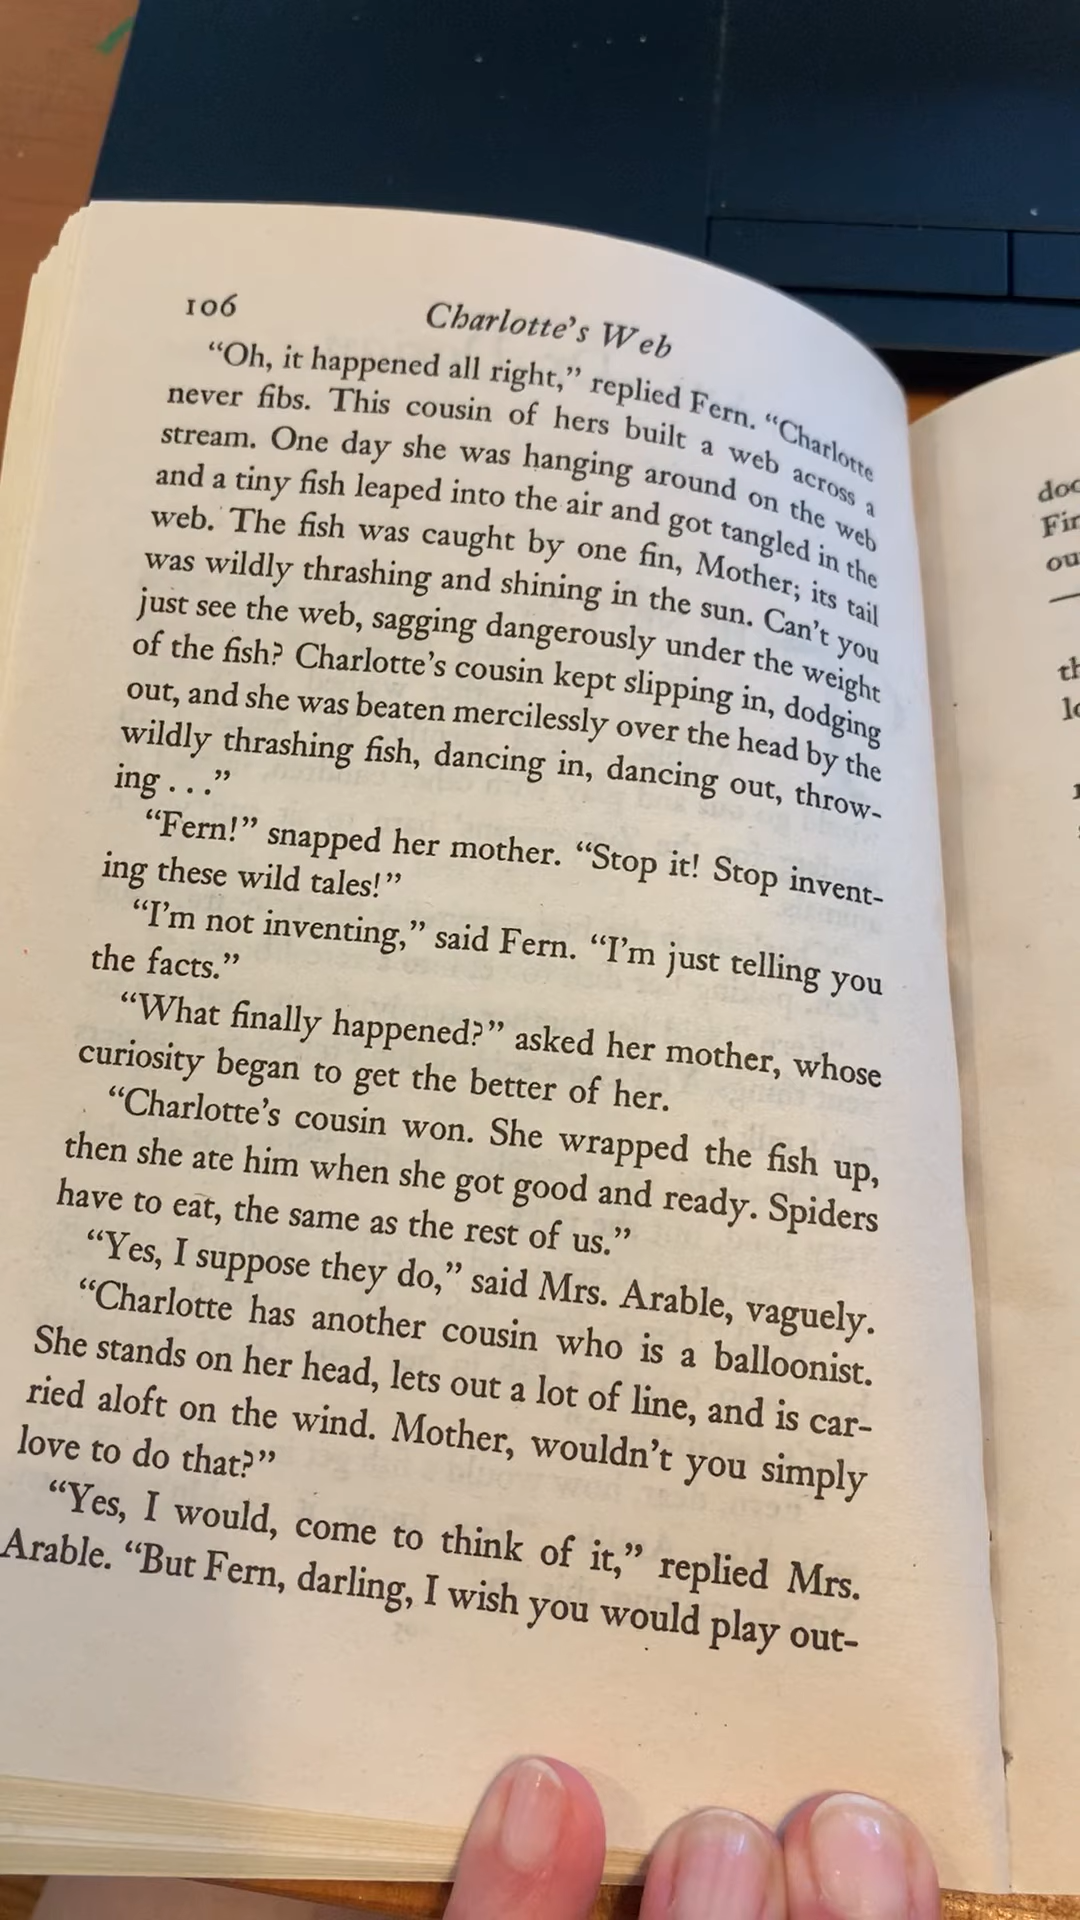 106
Charlotte's Web
“Oh, it happened all right,” replied Fern. “Charlotte
never fibs. This cousin of hers built a web across a
stream. One day she was hanging around on the web
and a tiny fish leaped into the air and got tangled in the
web. The fish was caught by one fin, Mother; its tail
was wildly thrashing and shining in the sun. Can't you
just see the web, sagging dangerously under the weight
of the fish? Charlotte's cousin kept slipping in, dodging
out, and she was beaten mercilessly over the head by the
wildly thrashing fish, dancing in, dancing out, throw-
ing . . .”
“Fern!” snapped her mother. “Stop it! Stop invent-
ing these wild tales!”
“I'm not inventing,” said Fern. “I'm just telling you
the facts.”
“What finally happened?” asked her mother, whose
curiosity began to get the better of her.
“Charlotte's cousin won. She wrapped the fish up,
then she ate him when she got good and ready. Spiders
have to eat, the same as the rest of us.”
“Yes, I suppose they do,” said Mrs. Arable, vaguely.
“Charlotte has another cousin who is a balloonist.
She stands on her head, lets out a lot of line, and is car-
ried aloft on the wind. Mother, wouldn't you simply
love to do that?”
“Yes, I would, come to think of it,” replied Mrs.
Arable. “But Fern, darling, I wish you would play out-